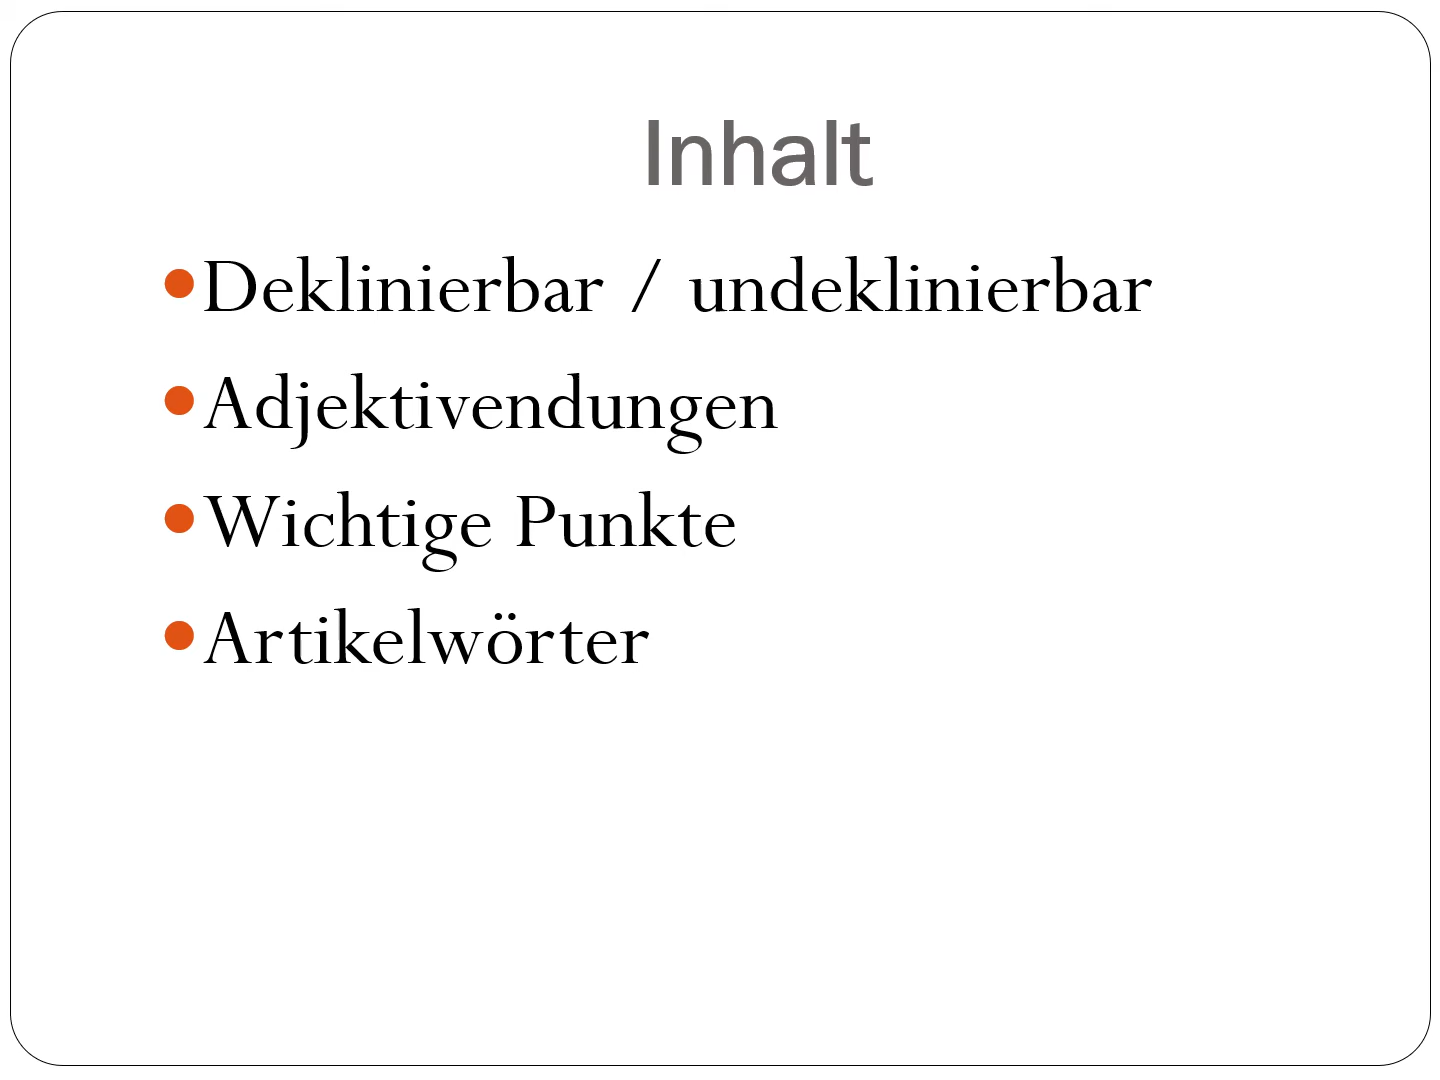 Inhalt
Deklinierbar / undeklinierbar
Adjektivendungen
Wichtige Punkte
Artikelwörter